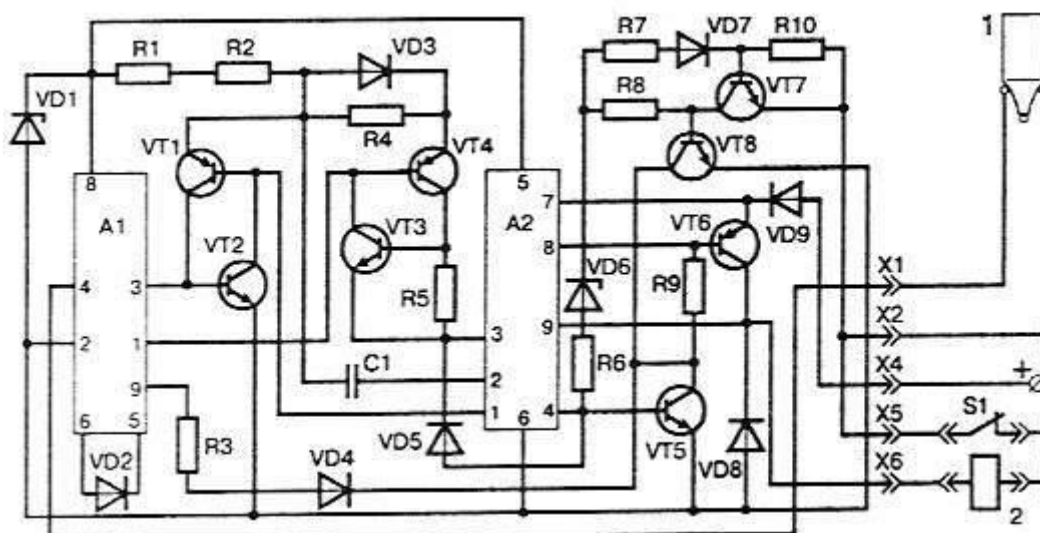 R7 VD7 R10 1
R1 R2 VD3
VD1 R8 VT7
R4
VT1 VT4 VT8
8 5
A1 7
VT3 A2 VT6 VD9
VT2 8
4 3 VD6 R9 X1
R5
9 X2
2 1 3
R6 X4 +
9 C1 2
1 4 X5 S1
6 5 6
R3 VD5 VT5 VD8 X6
VD2 VD4
2